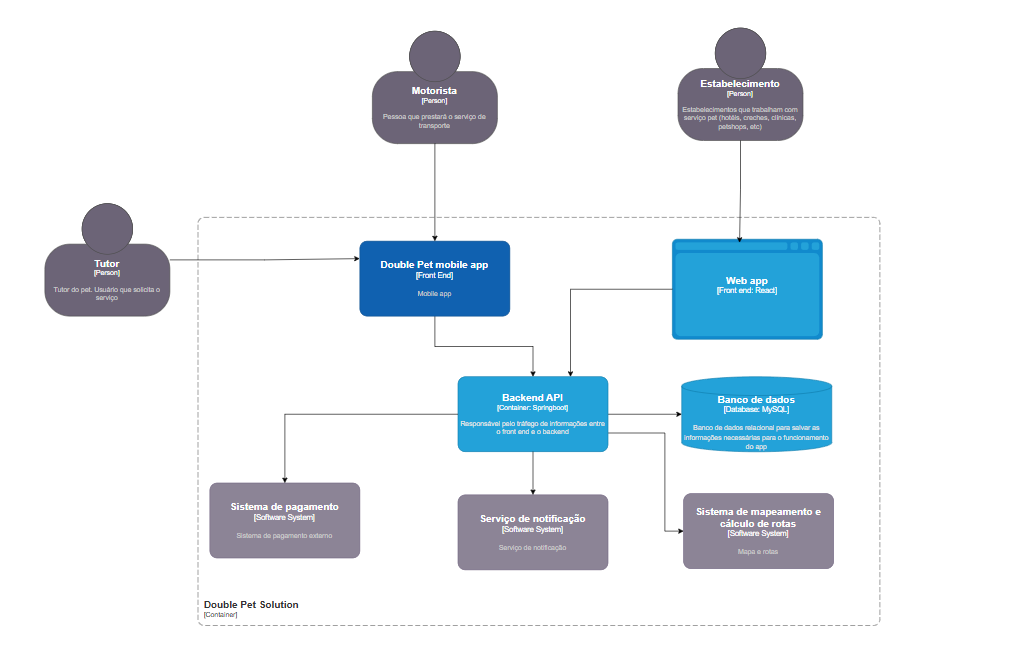 Motorista
[Person]
Pessoa que prestará o serviço de
transporte
Estabelecimento
[Person]
Estabelecimentos que trabalham com
serviço pet (hotéis, creches, clínicas,
petshops, etc)
Tutor
[Person]
Tutor do pet. Usuário que solicita o
serviço
Double Pet mobile app
[Front End]
Mobile app
Web app
[Front end: React]
Backend API
[Container: Springboot]
Responsável pelo tráfego de informações entre
o front end e o backend
Banco de dados
[Database: MySQL]
Banco de dados relacional para salvar as
informações necessárias para o funcionamento
do app
Sistema de pagamento
[Software System]
Sistema de pagamento externo
Serviço de notificação
[Software System]
Serviço de notificação
Sistema de mapeamento e
cálculo de rotas
[Software System]
Mapa e rotas
Double Pet Solution
[Container]